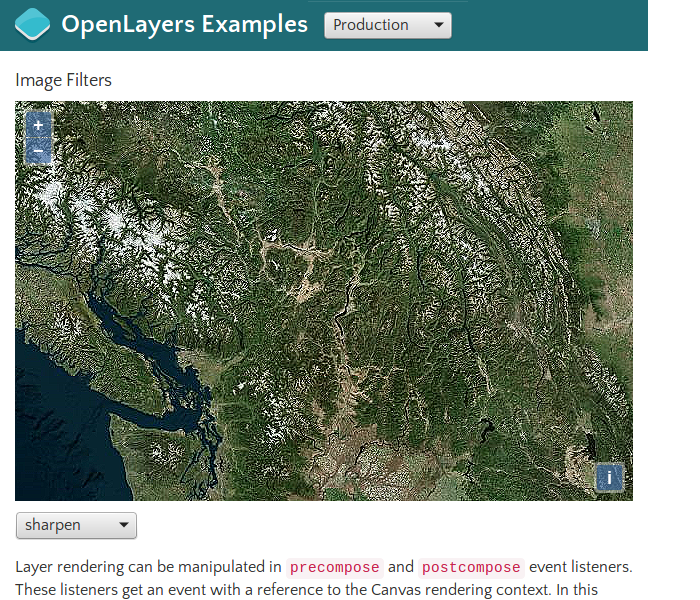 OpenLayers Examples Production
Image Filters
+
−
i
sharpen
Layer rendering can be manipulated in precompose and postcompose event listeners.
These listeners get an event with a reference to the Canvas rendering context. In this